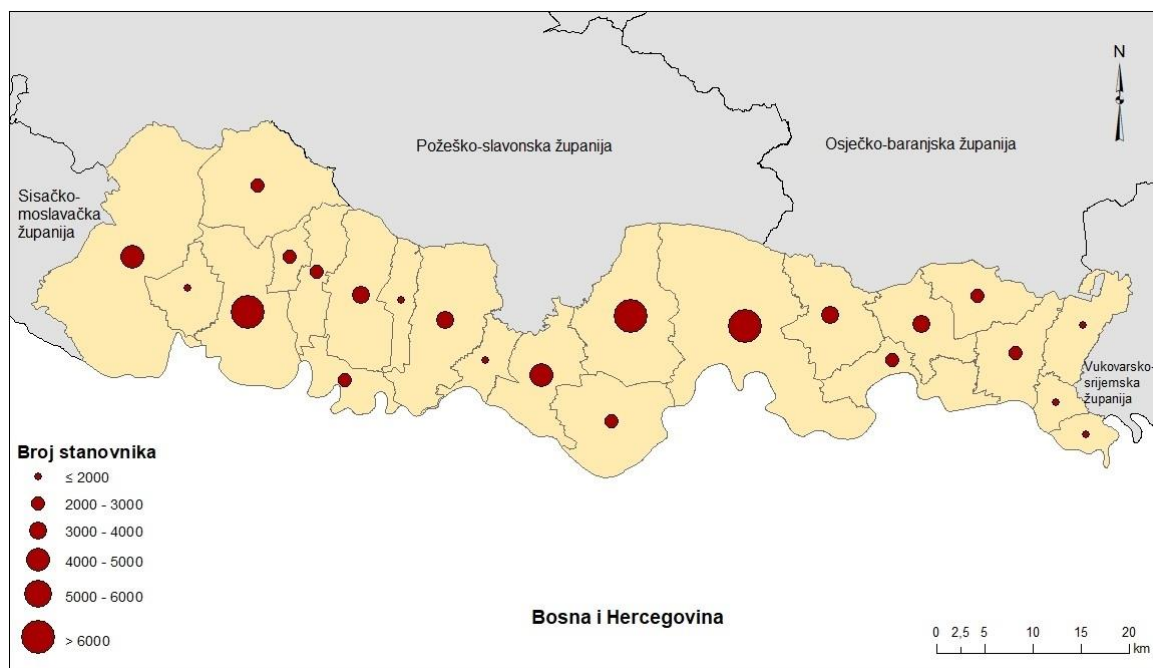 N
Požeško-slavonska županija
Osječko-baranjska županija
Sisačko-
moslavačka
županija
Vukovarsko-
srijemska
županija
Broj stanovnika
≤ 2000
2000 - 3000
3000 - 4000
4000 - 5000
5000 - 6000
> 6000
Bosna i Hercegovina
0 2,5 5 10 15 20
km